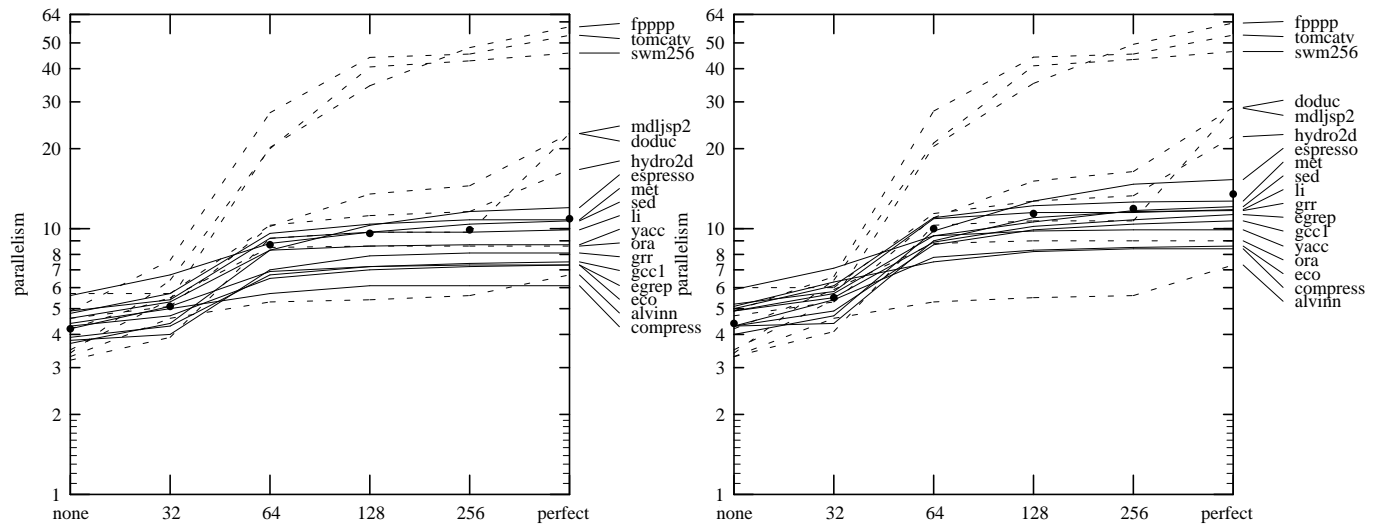 64
50
40
30
20
10
8
7
6
5
4
3
2
1
parallelism
none 32 64 128 256 perfect
fpppp
tomcatv
swm256
mdljsp2
doduc
hydro2d
espresso
met
sed
li
yacc
ora
grr
gcc1
egrep
eco
alvinn
compress
64
50
40
30
20
10
8
7
6
5
4
3
2
1
parallelism
none 32 64 128 256 perfect
fpppp
tomcatv
swm256
doduc
mdljsp2
hydro2d
espresso
met
sed
li
grr
egrep
gcc1
yacc
ora
eco
compress
alvinn